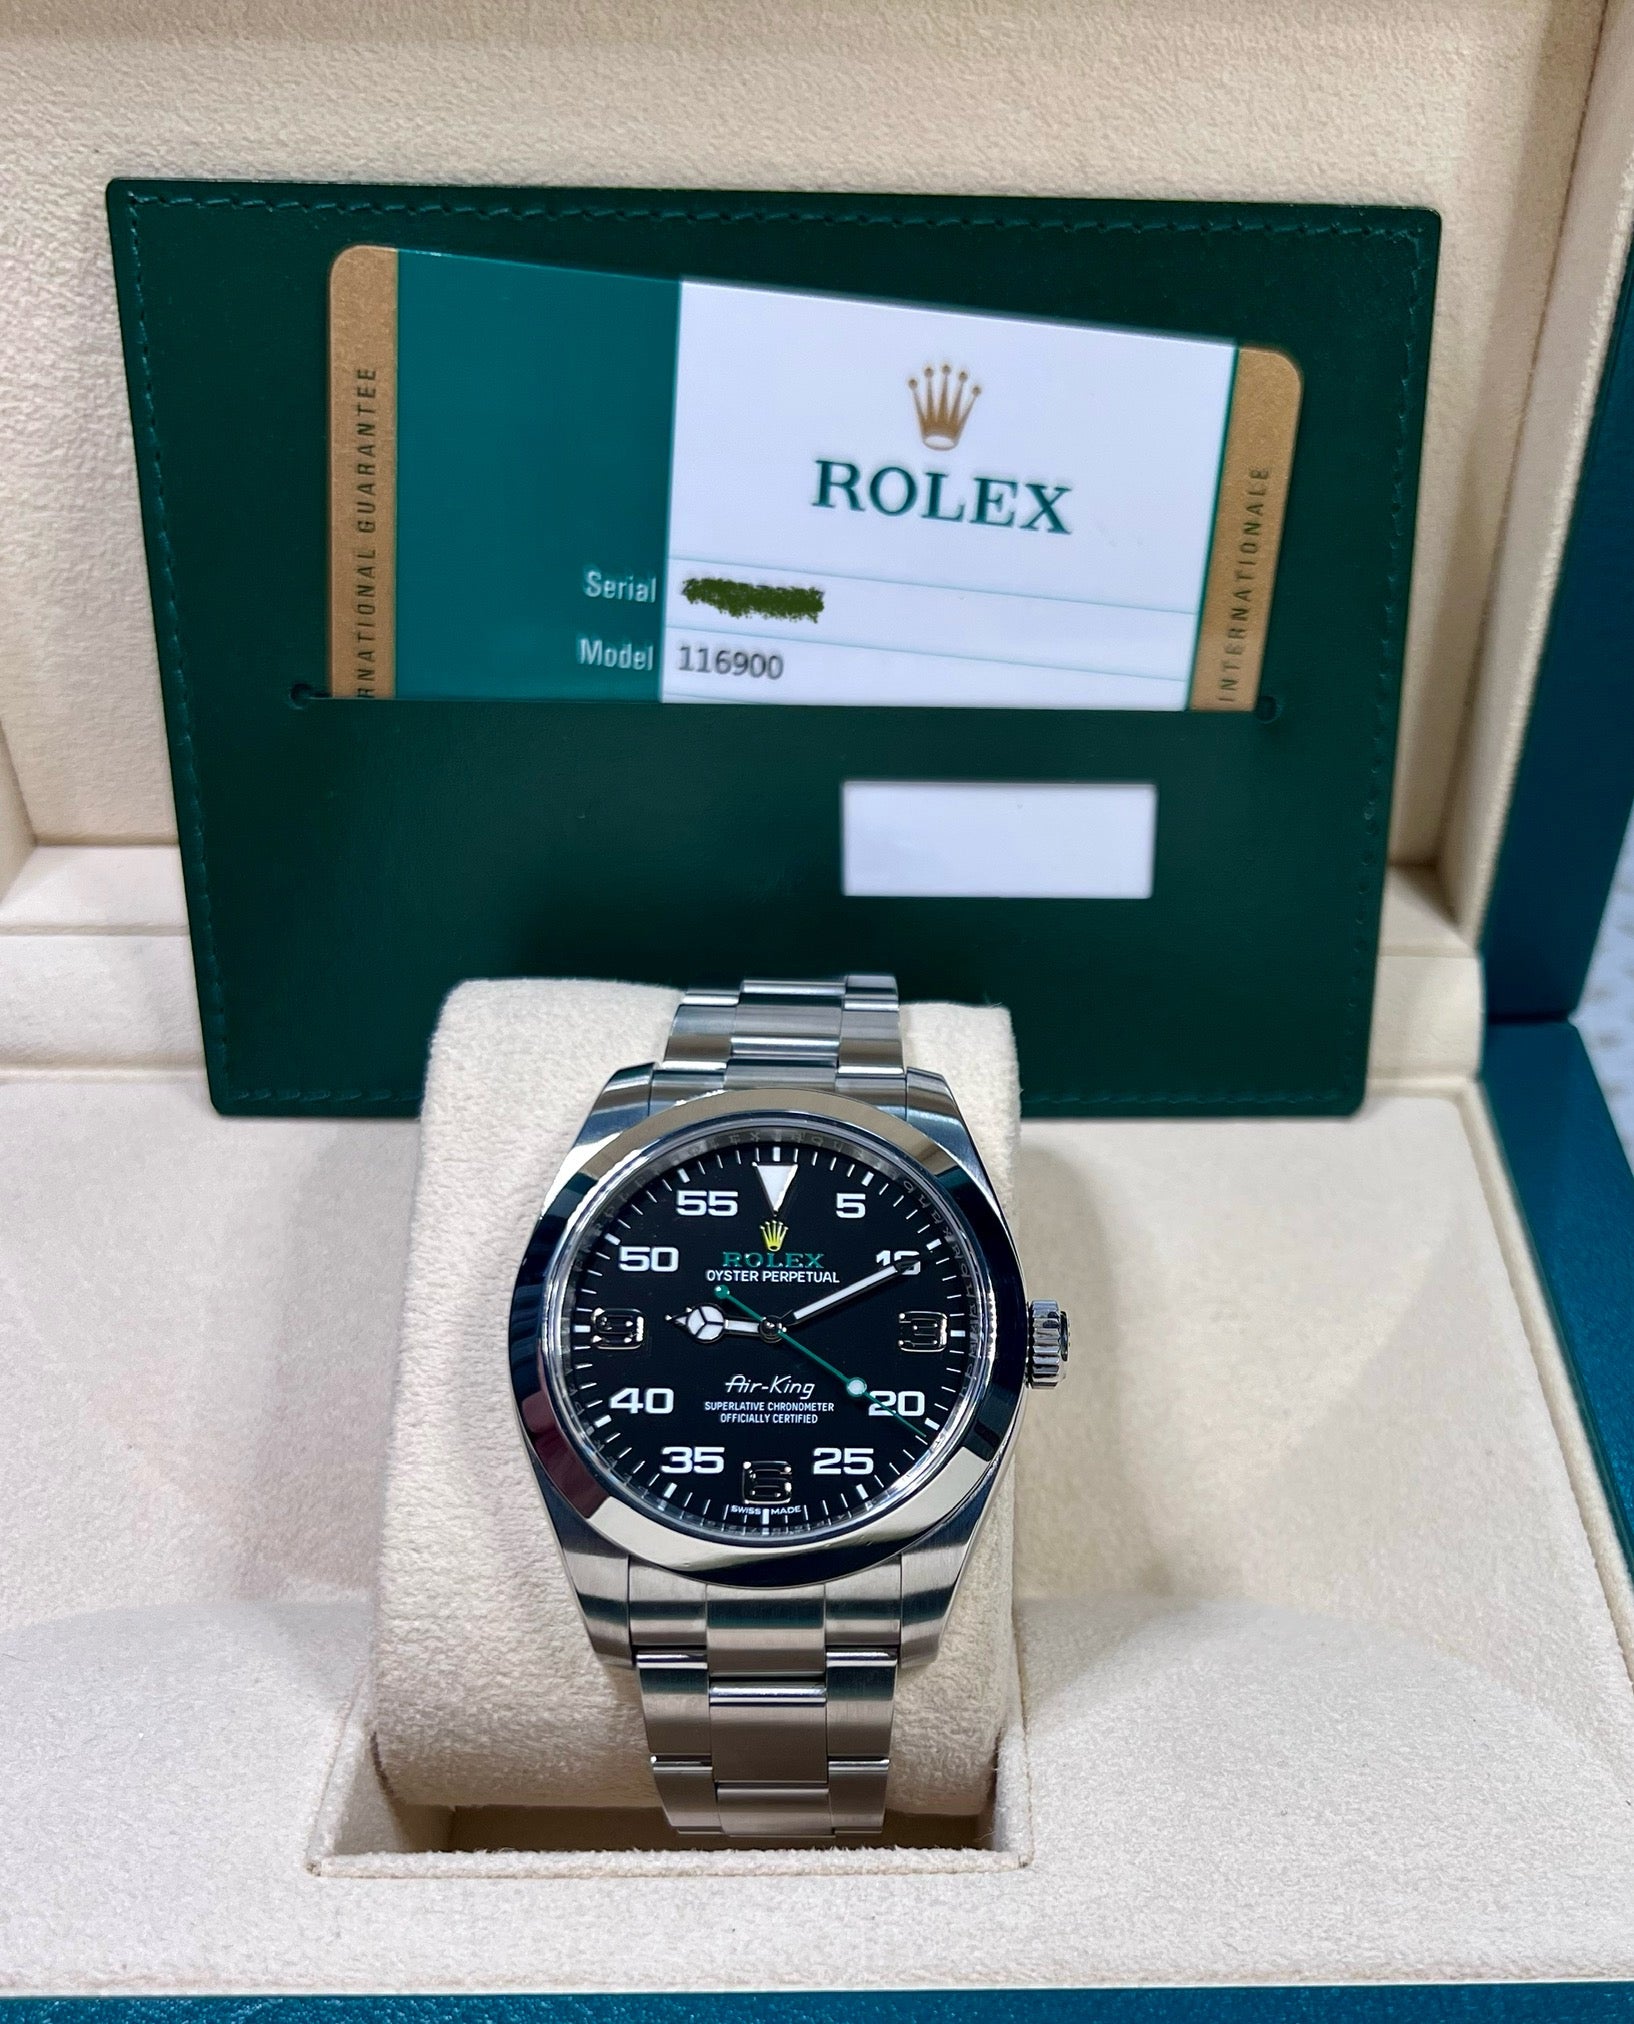 INTERNATIONALE
RNATIONAL GUARANTEE
ROLEX
Serial
Model 116900
55 5
50 10
ROLEX
OYSTER PERPETUAL
9 3
Air-King
40 20
SUPERLATIVE CHRONOMETER
OFFICIALLY CERTIFIED
35 25
6
SWISS MADE